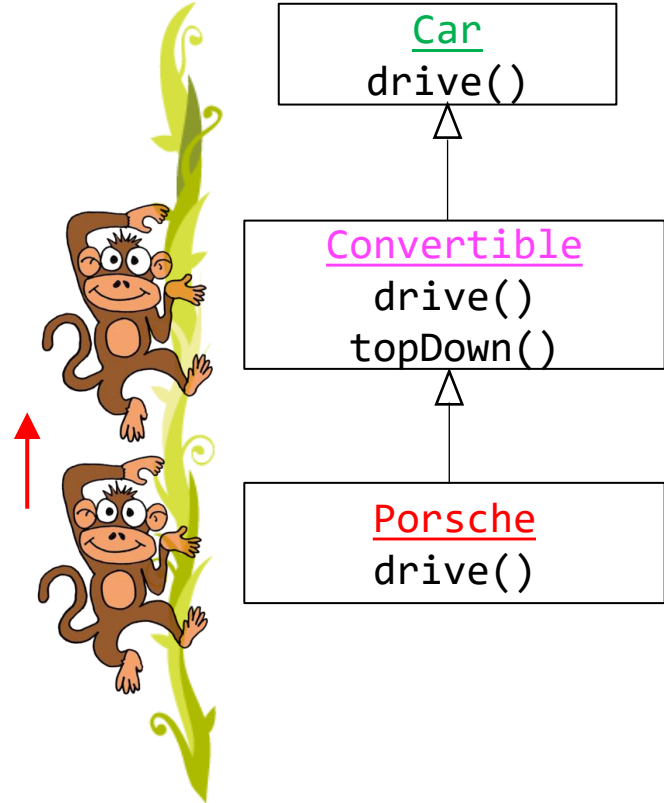 Car
drive()
Convertible
drive()
topDown()
Porsche
drive()